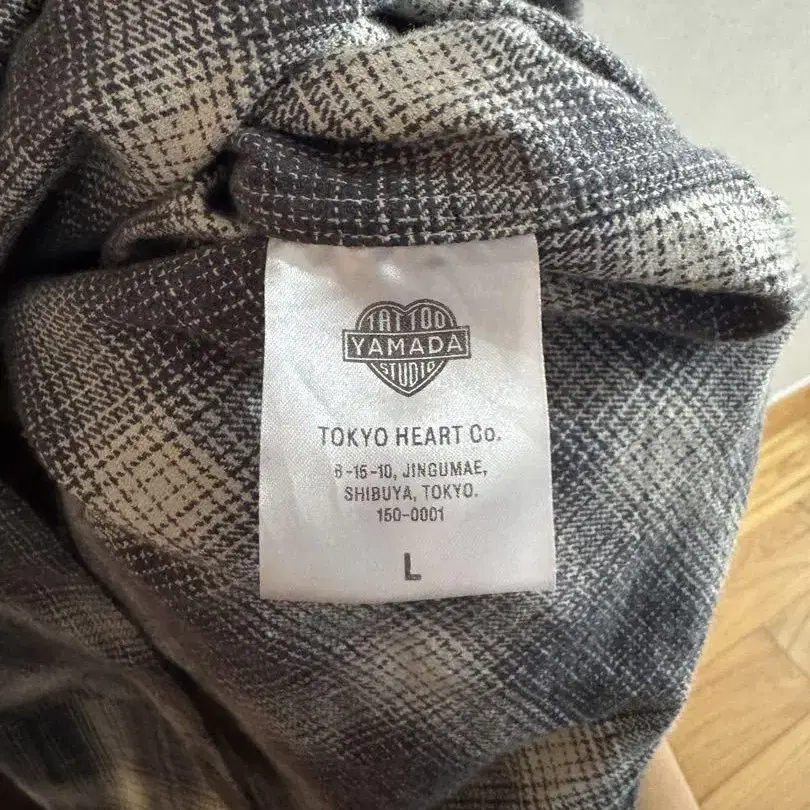 TATTOO
YAMADA
STUDIO
TOKYO HEART Co.
6-15-10, JINGUMAE,
SHIBUYA, TOKYO.
150-0001
L